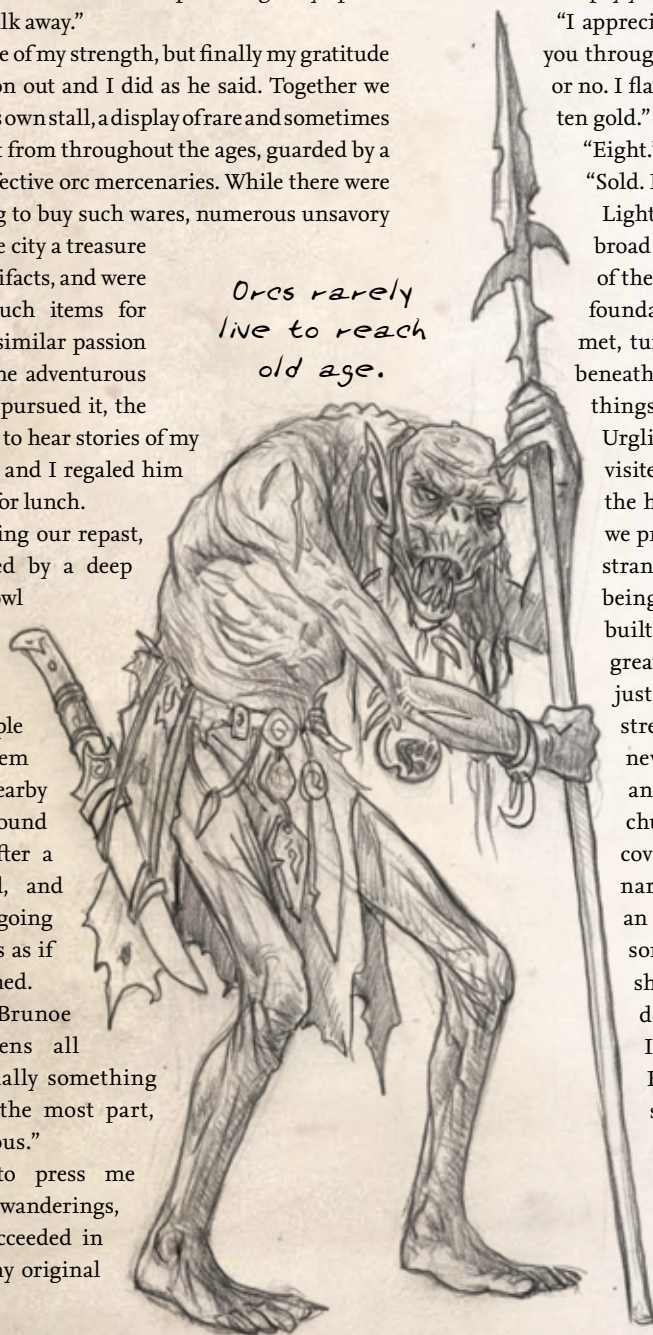 lk away.”
e of my strength, but finally my gratitude
on out and I did as he said. Together we
s own stall, a display of rare and sometimes
t from throughout the ages, guarded by a
fective orc mercenaries. While there were
g to buy such wares, numerous unsavory
e city a treasure
ifacts, and were
uch items for
similar passion
ne adventurous
pursued it, the
to hear stories of my
and I regaled him
for lunch.
ing our repast,
ed by a deep
owl
ple
em
earby
ound
fter a
l, and
going
s as if
ned.
Brunoe
ens all
ally something
the most part,
ous.”
to press me
wanderings,
cceeded in
ny original
Orcs rarely
live to reach
old age.
“I appreci
you throug
or no. I fla
ten gold.”
“Eight.”
“Sold. I
Light
broad
of the
founda
met, tur
beneath
things
Urgli
visite
the h
we pr
stran
being
built
grea
just
stre
nev
an
chu
cov
nar
an
son
sh
d
I